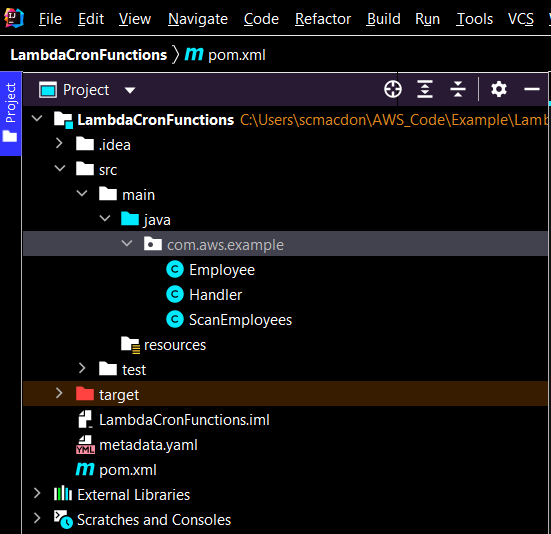 File Edit View Navigate Code Refactor Build Run Tools VCS
LambdaCronFunctions pom.xml
Project
Project
LambdaCronFunctions C:\Users\scmacdon\AWS_Code\Example\Lamb
.idea
src
main
java
com.aws.example
Employee
Handler
ScanEmployees
resources
test
target
LambdaCronFunctions.iml
metadata.yaml
pom.xml
External Libraries
Scratches and Consoles